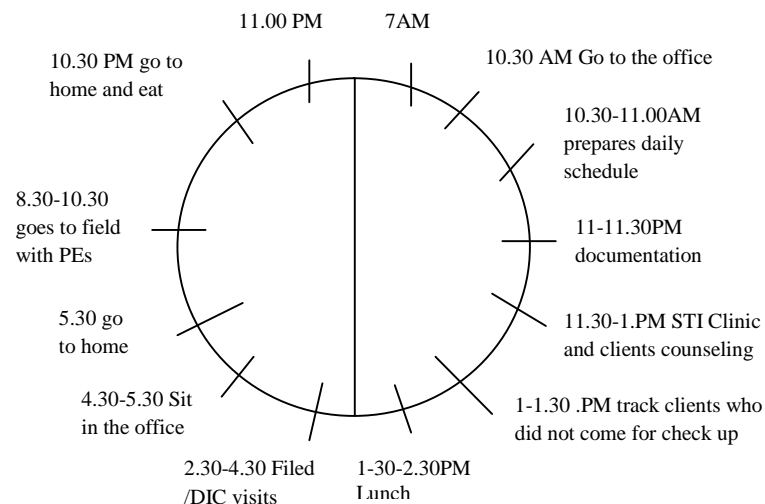 11.00 PM
7AM
10.30 AM Go to the office
10.30-11.00AM
prepares daily
schedule
11-11.30PM
documentation
11.30-1.PM STI Clinic
and clients counseling
1-1.30 .PM track clients who
did not come for check up
1-30-2.30PM
Lunch
2.30-4.30 Filed
/DIC visits
4.30-5.30 Sit
in the office
5.30 go
to home
8.30-10.30
goes to field
with PEs
10.30 PM go to
home and eat